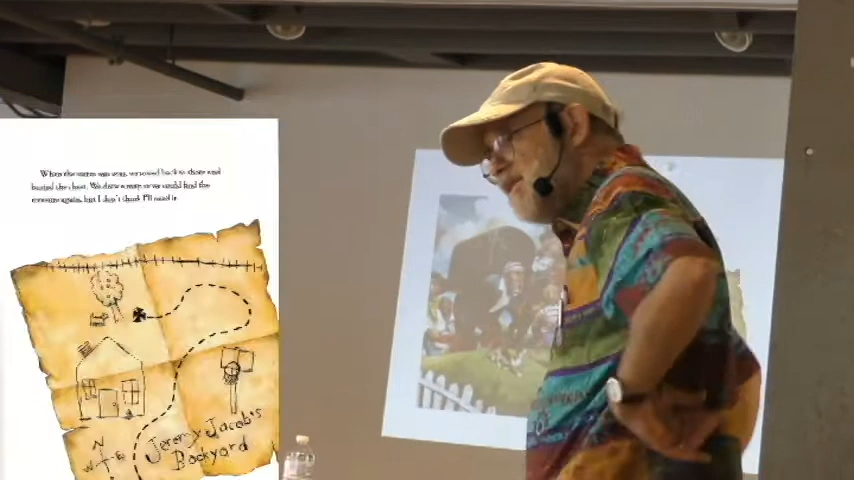 When the storm was over, we rowed back to shore and
buried the chest. We drew a map so we could find the
treasure again, but I don't think I'll need it.
N
W E
Jeremy Jacob's
Backyard